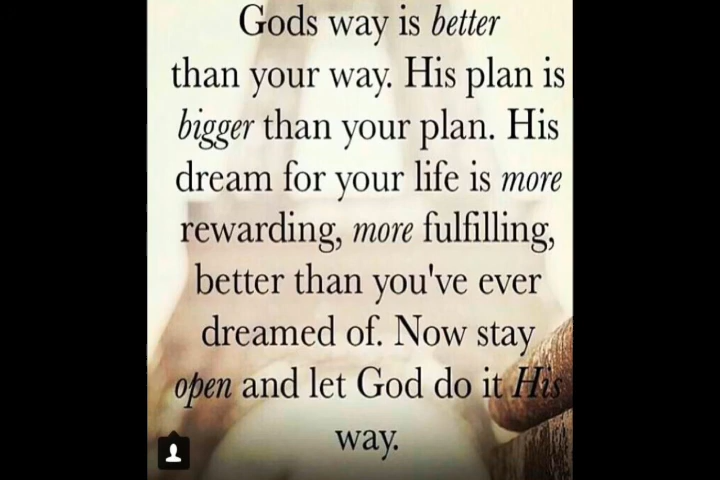 Gods way is better
than your way. His plan is
bigger than your plan. His
dream for your life is more
rewarding, more fulfilling,
better than you've ever
dreamed of. Now stay
open and let God do it His
way.